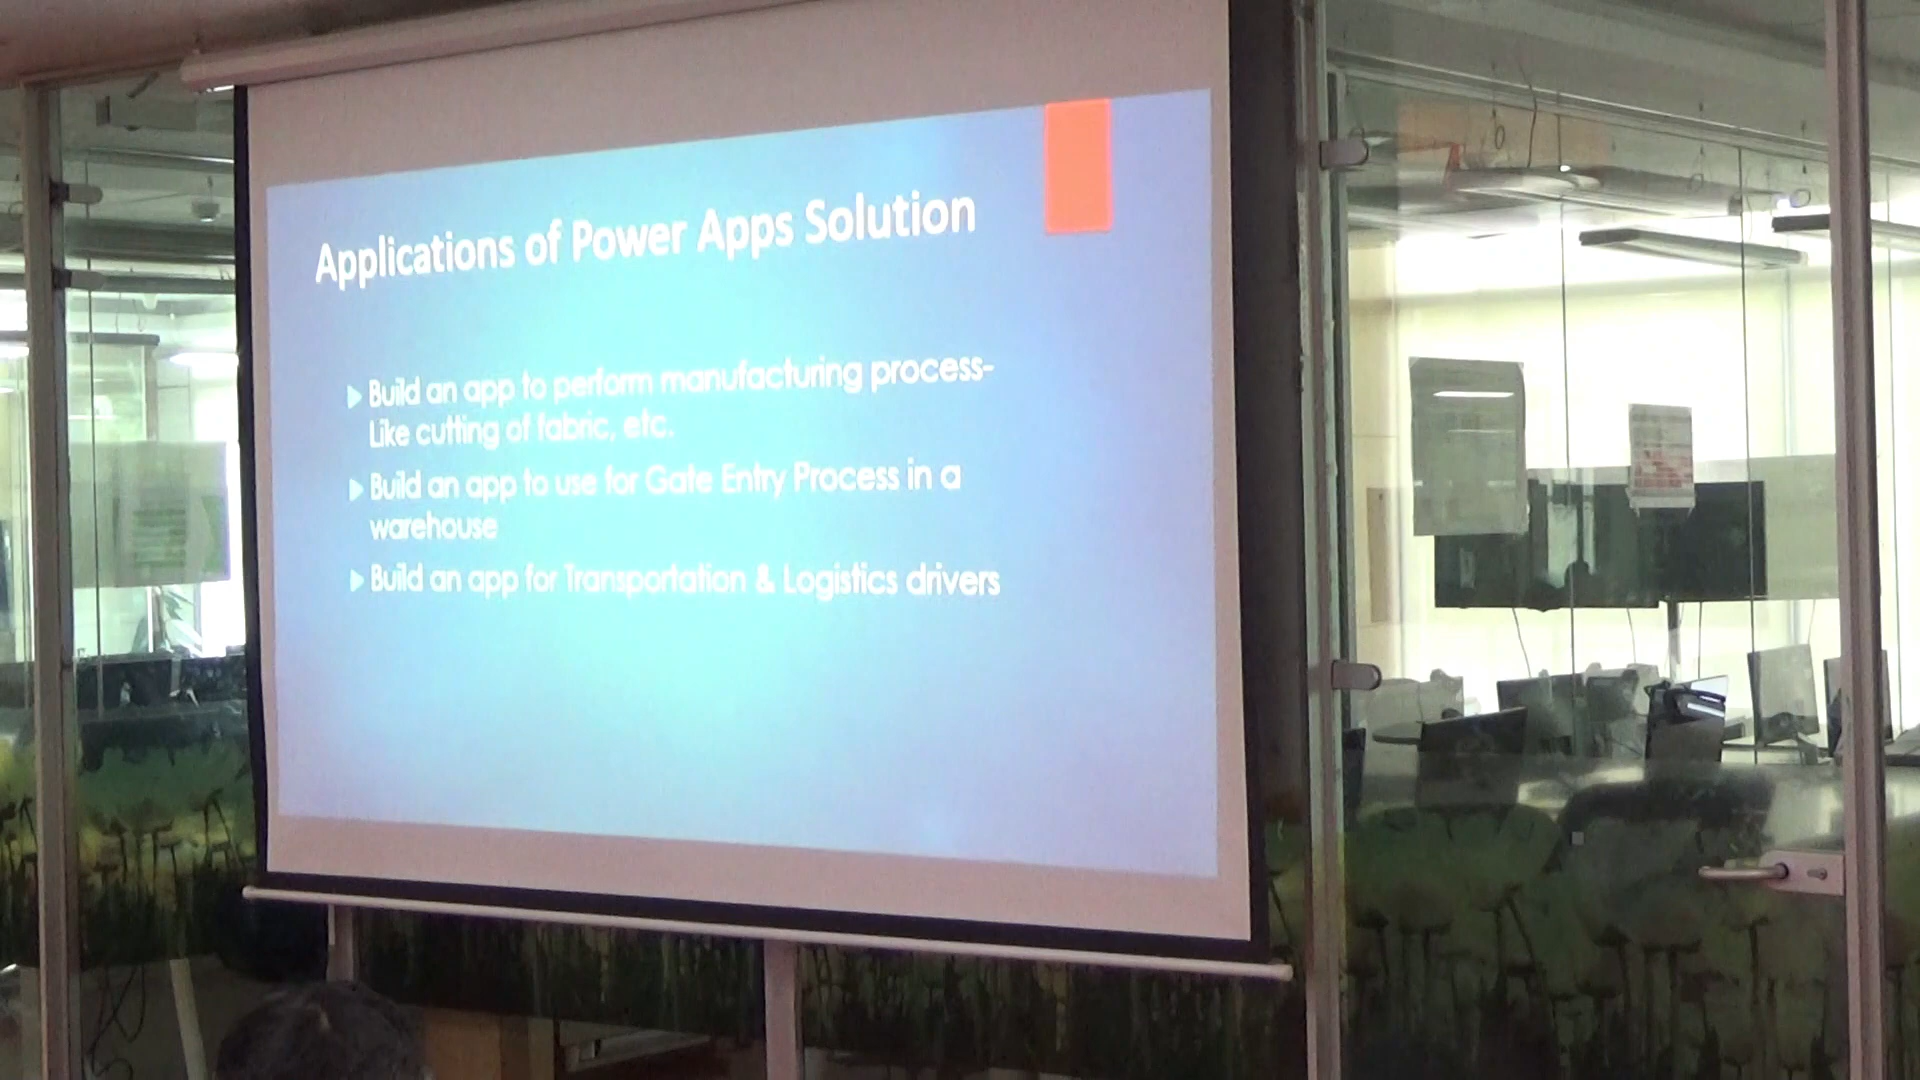 Applications of Power Apps Solution
Build an app to perform manufacturing process-
Like cutting of fabric, etc.
Build an app to use for Gate Entry Process in a
warehouse
Build an app for Transportation & Logistics drivers